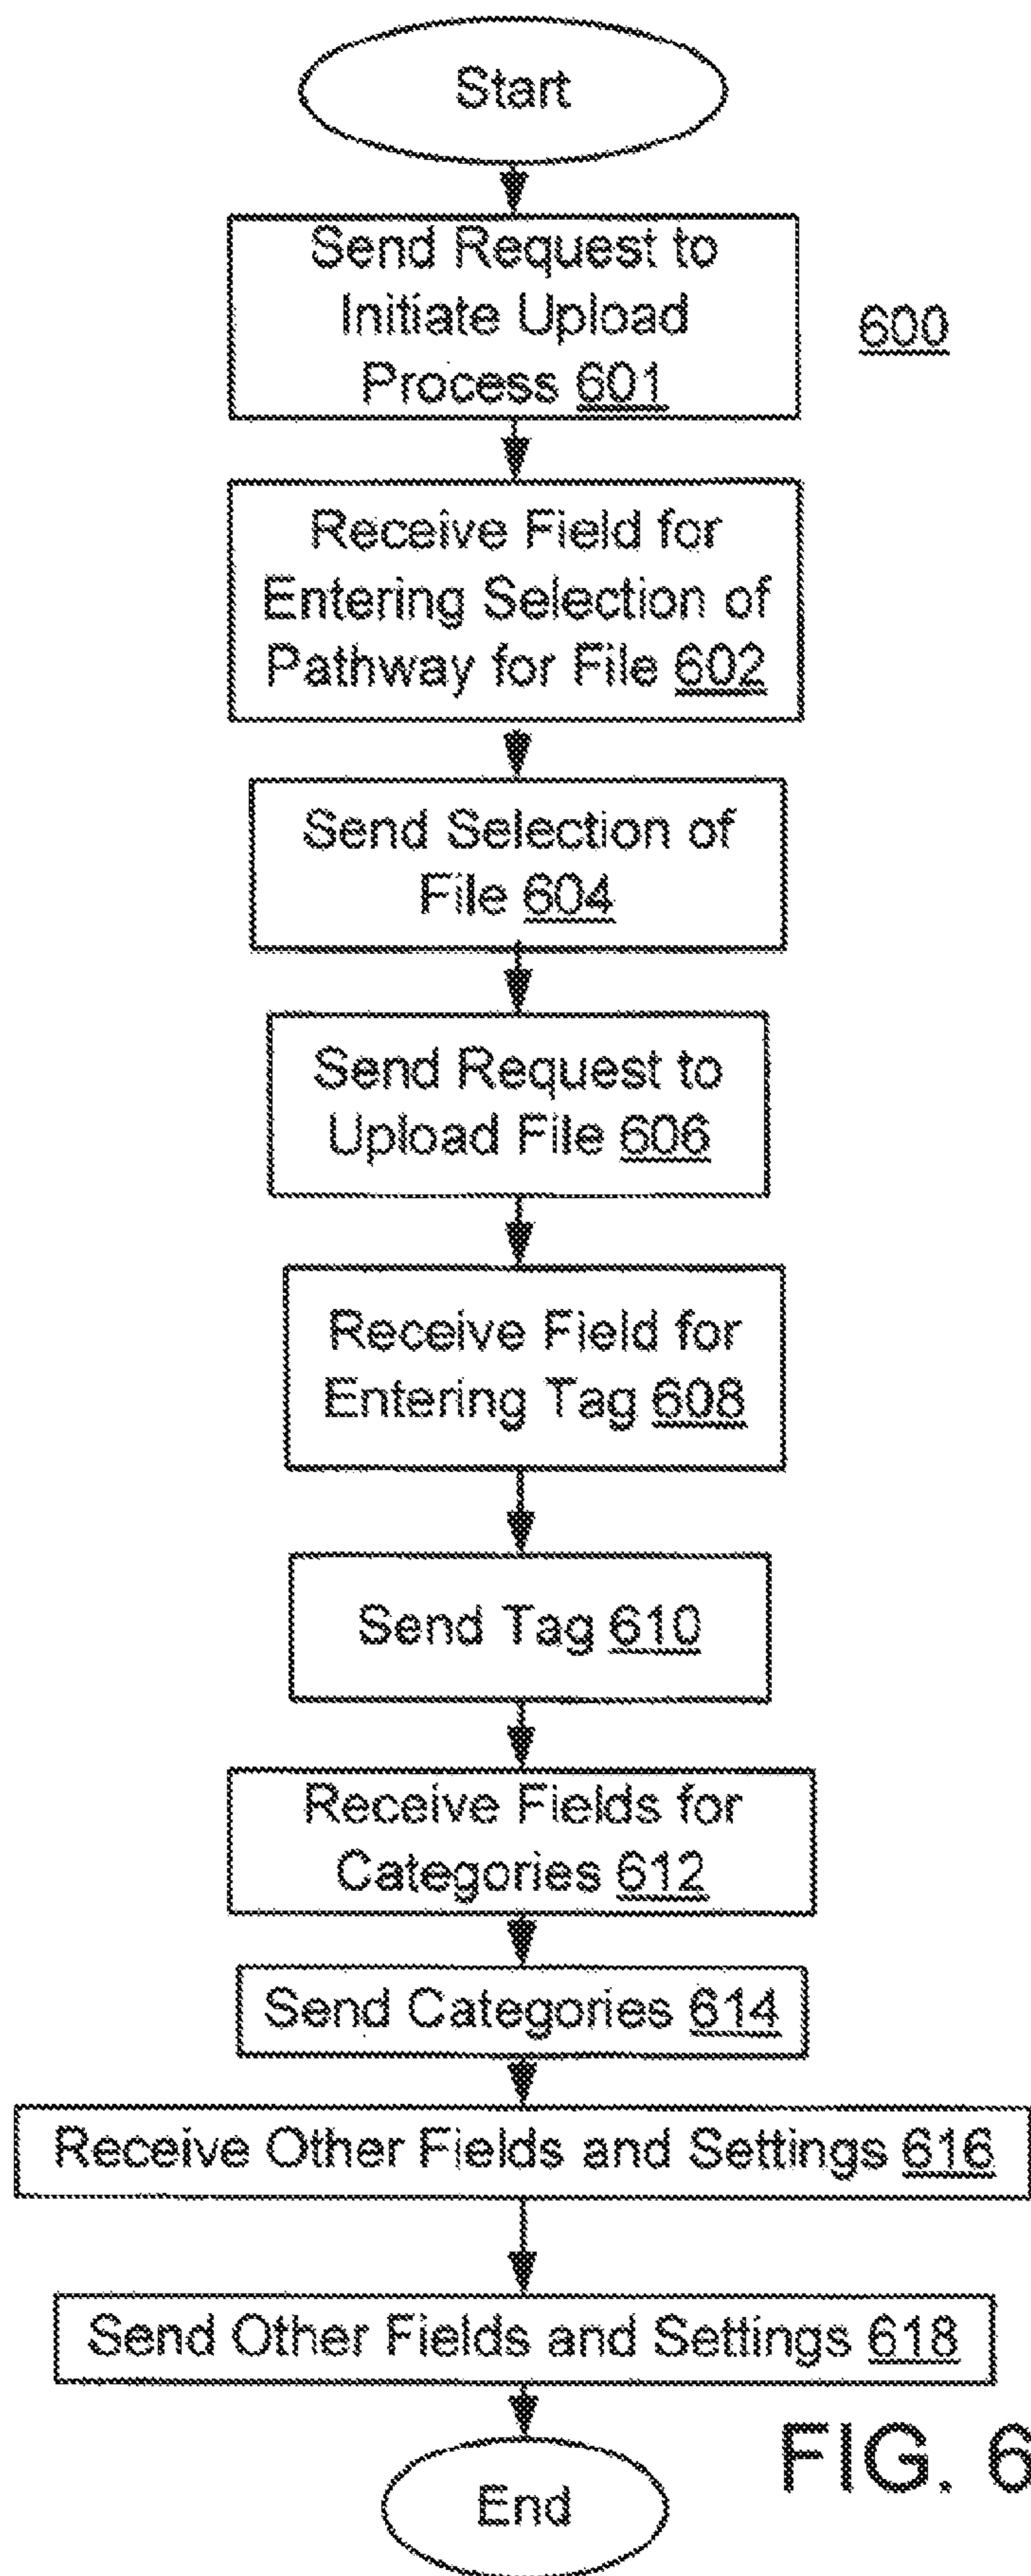 Start
Send Request to
Initiate Upload
Process 601
600
Receive Field for
Entering Selection of
Pathway for File 602
Send Selection of
File 604
Send Request to
Upload File 606
Receive Field for
Entering Tag 608
Send Tag 610
Receive Fields for
Categories 612
Send Categories 614
Receive Other Fields and Settings 616
Send Other Fields and Settings 618
End
FIG. 6